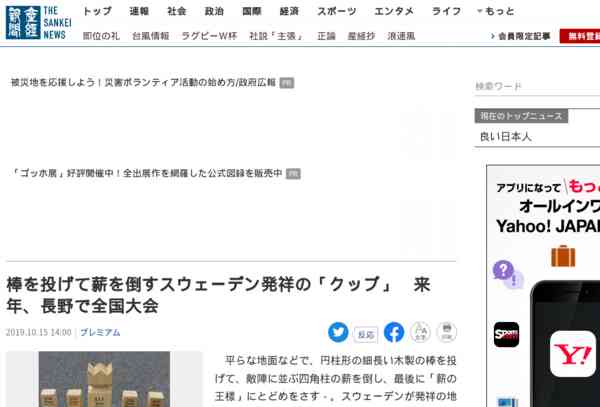 産経新聞 THE SANKEI NEWS
トップ 速報 社会 政治 国際 経済 スポーツ エンタメ ライフ もっと
即位の礼 台風情報 ラグビーW杯 社説「主張」 正論 産経抄 浪速風
会員限定記事 無料登録
被災地を応援しよう！災害ボランティア活動の始め方/政府広報 PR
検索ワード
現在のトップニュース
良い日本人
「ゴッホ展」好評開催中！全出展作を網羅した公式図録を販売中 PR
アプリになって もっと
オールインワ
Yahoo! JAPA
棒を投げて薪を倒すスウェーデン発祥の「クッブ」 来
年、長野で全国大会
2019.10.15 14:00 プレミアム
反応
文字
印刷
平らな地面などで、円柱形の細長い木製の棒を投
げて、敵陣に並ぶ四角柱の薪を倒し、最後に「薪の
王様」にとどめをさす‐。スウェーデンが発祥の地
Sports
Y!